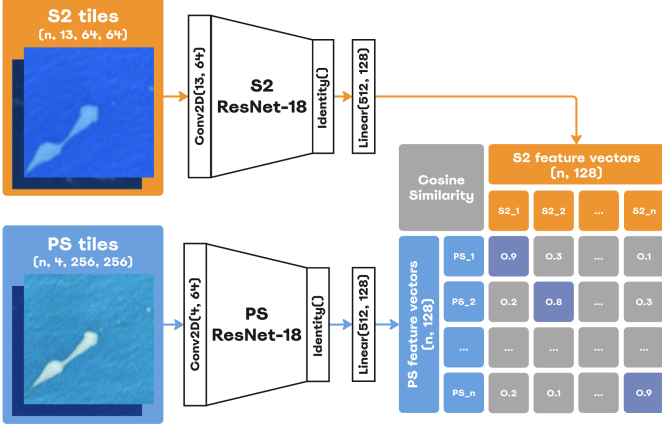 S2 tiles
(n, 13, 64, 64)
Conv2D(13, 64)
S2
ResNet-18
Identity()
Linear(512, 128)
PS tiles
(n, 4, 256, 256)
Conv2D(4, 64)
PS
ResNet-18
Identity()
Linear(512, 128)
Cosine
Similarity
S2 feature vectors
(n, 128)
S2_1 S2_2 ... S2_n
PS feature vectors
(n, 128)
PS_1 0.9 0.3 ... 0.1
PS_2 0.2 0.8 ... 0.3
... ... ... ... ...
PS_n 0.2 0.1 ... 0.9